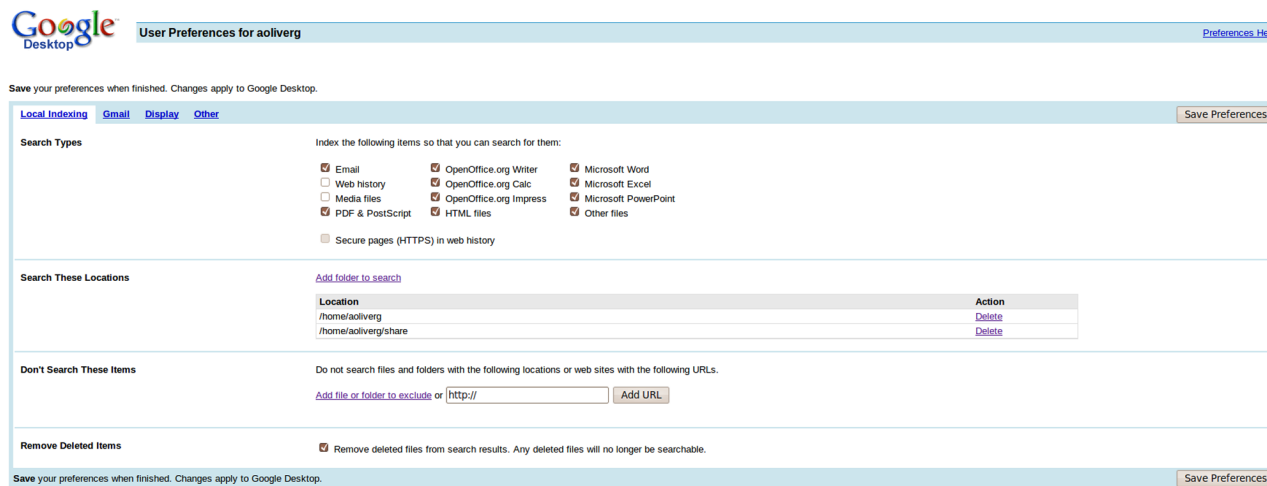 Google™
Desktop
User Preferences for aoliverg
Preferences He
Save your preferences when finished. Changes apply to Google Desktop.
Local Indexing Gmail Display Other Save Preferences
Search Types Index the following items so that you can search for them:
Email OpenOffice.org Writer Microsoft Word
Web history OpenOffice.org Calc Microsoft Excel
Media files OpenOffice.org Impress Microsoft PowerPoint
PDF & PostScript HTML files Other files
Secure pages (HTTPS) in web history
Search These Locations Add folder to search
Location Action
/home/aoliverg Delete
/home/aoliverg/share Delete
Don't Search These Items Do not search files and folders with the following locations or web sites with the following URLs.
Add file or folder to exclude or http:// Add URL
Remove Deleted Items Remove deleted files from search results. Any deleted files will no longer be searchable.
Save your preferences when finished. Changes apply to Google Desktop. Save Preferences